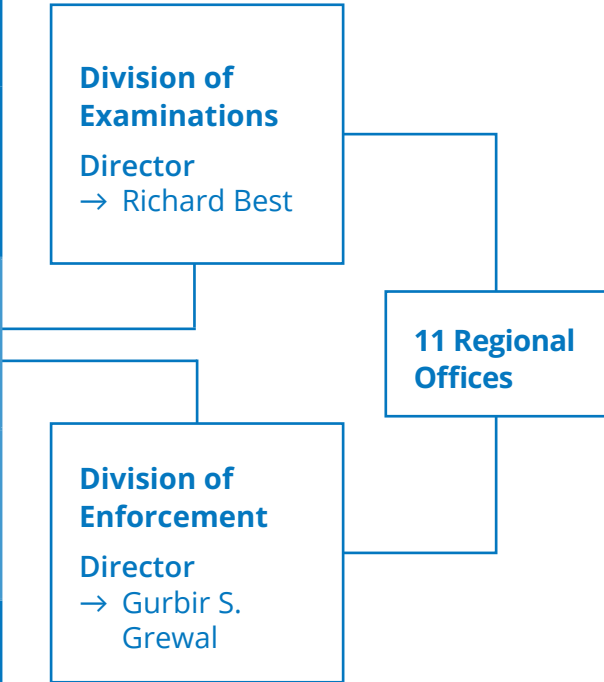 Division of
Examinations
Director
→ Richard Best
11 Regional
Offices
Division of
Enforcement
Director
→ Gurbir S.
Grewal